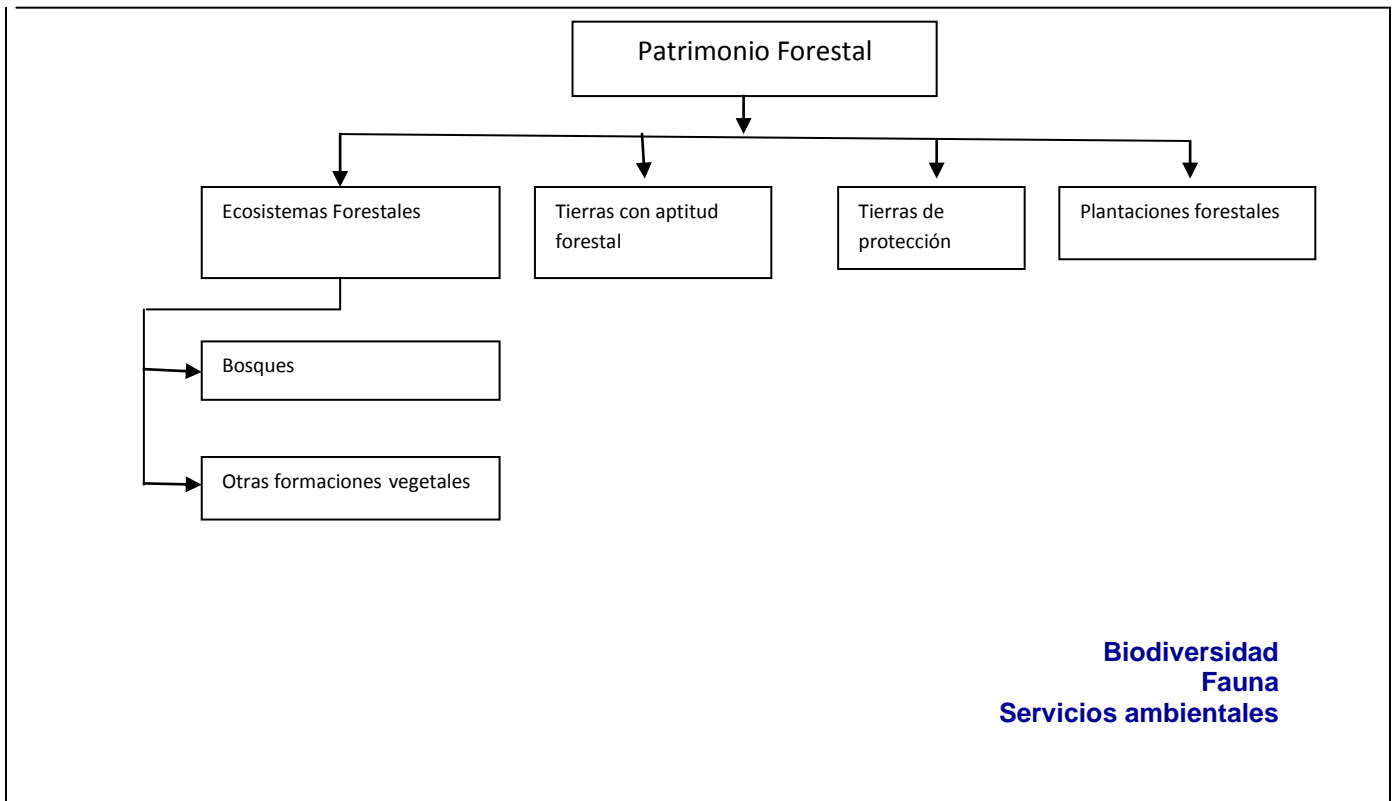 Patrimonio Forestal
Ecosistemas Forestales
Tierras con aptitud
forestal
Tierras de
protección
Plantaciones forestales
Bosques
Otras formaciones vegetales
Biodiversidad
Fauna
Servicios ambientales